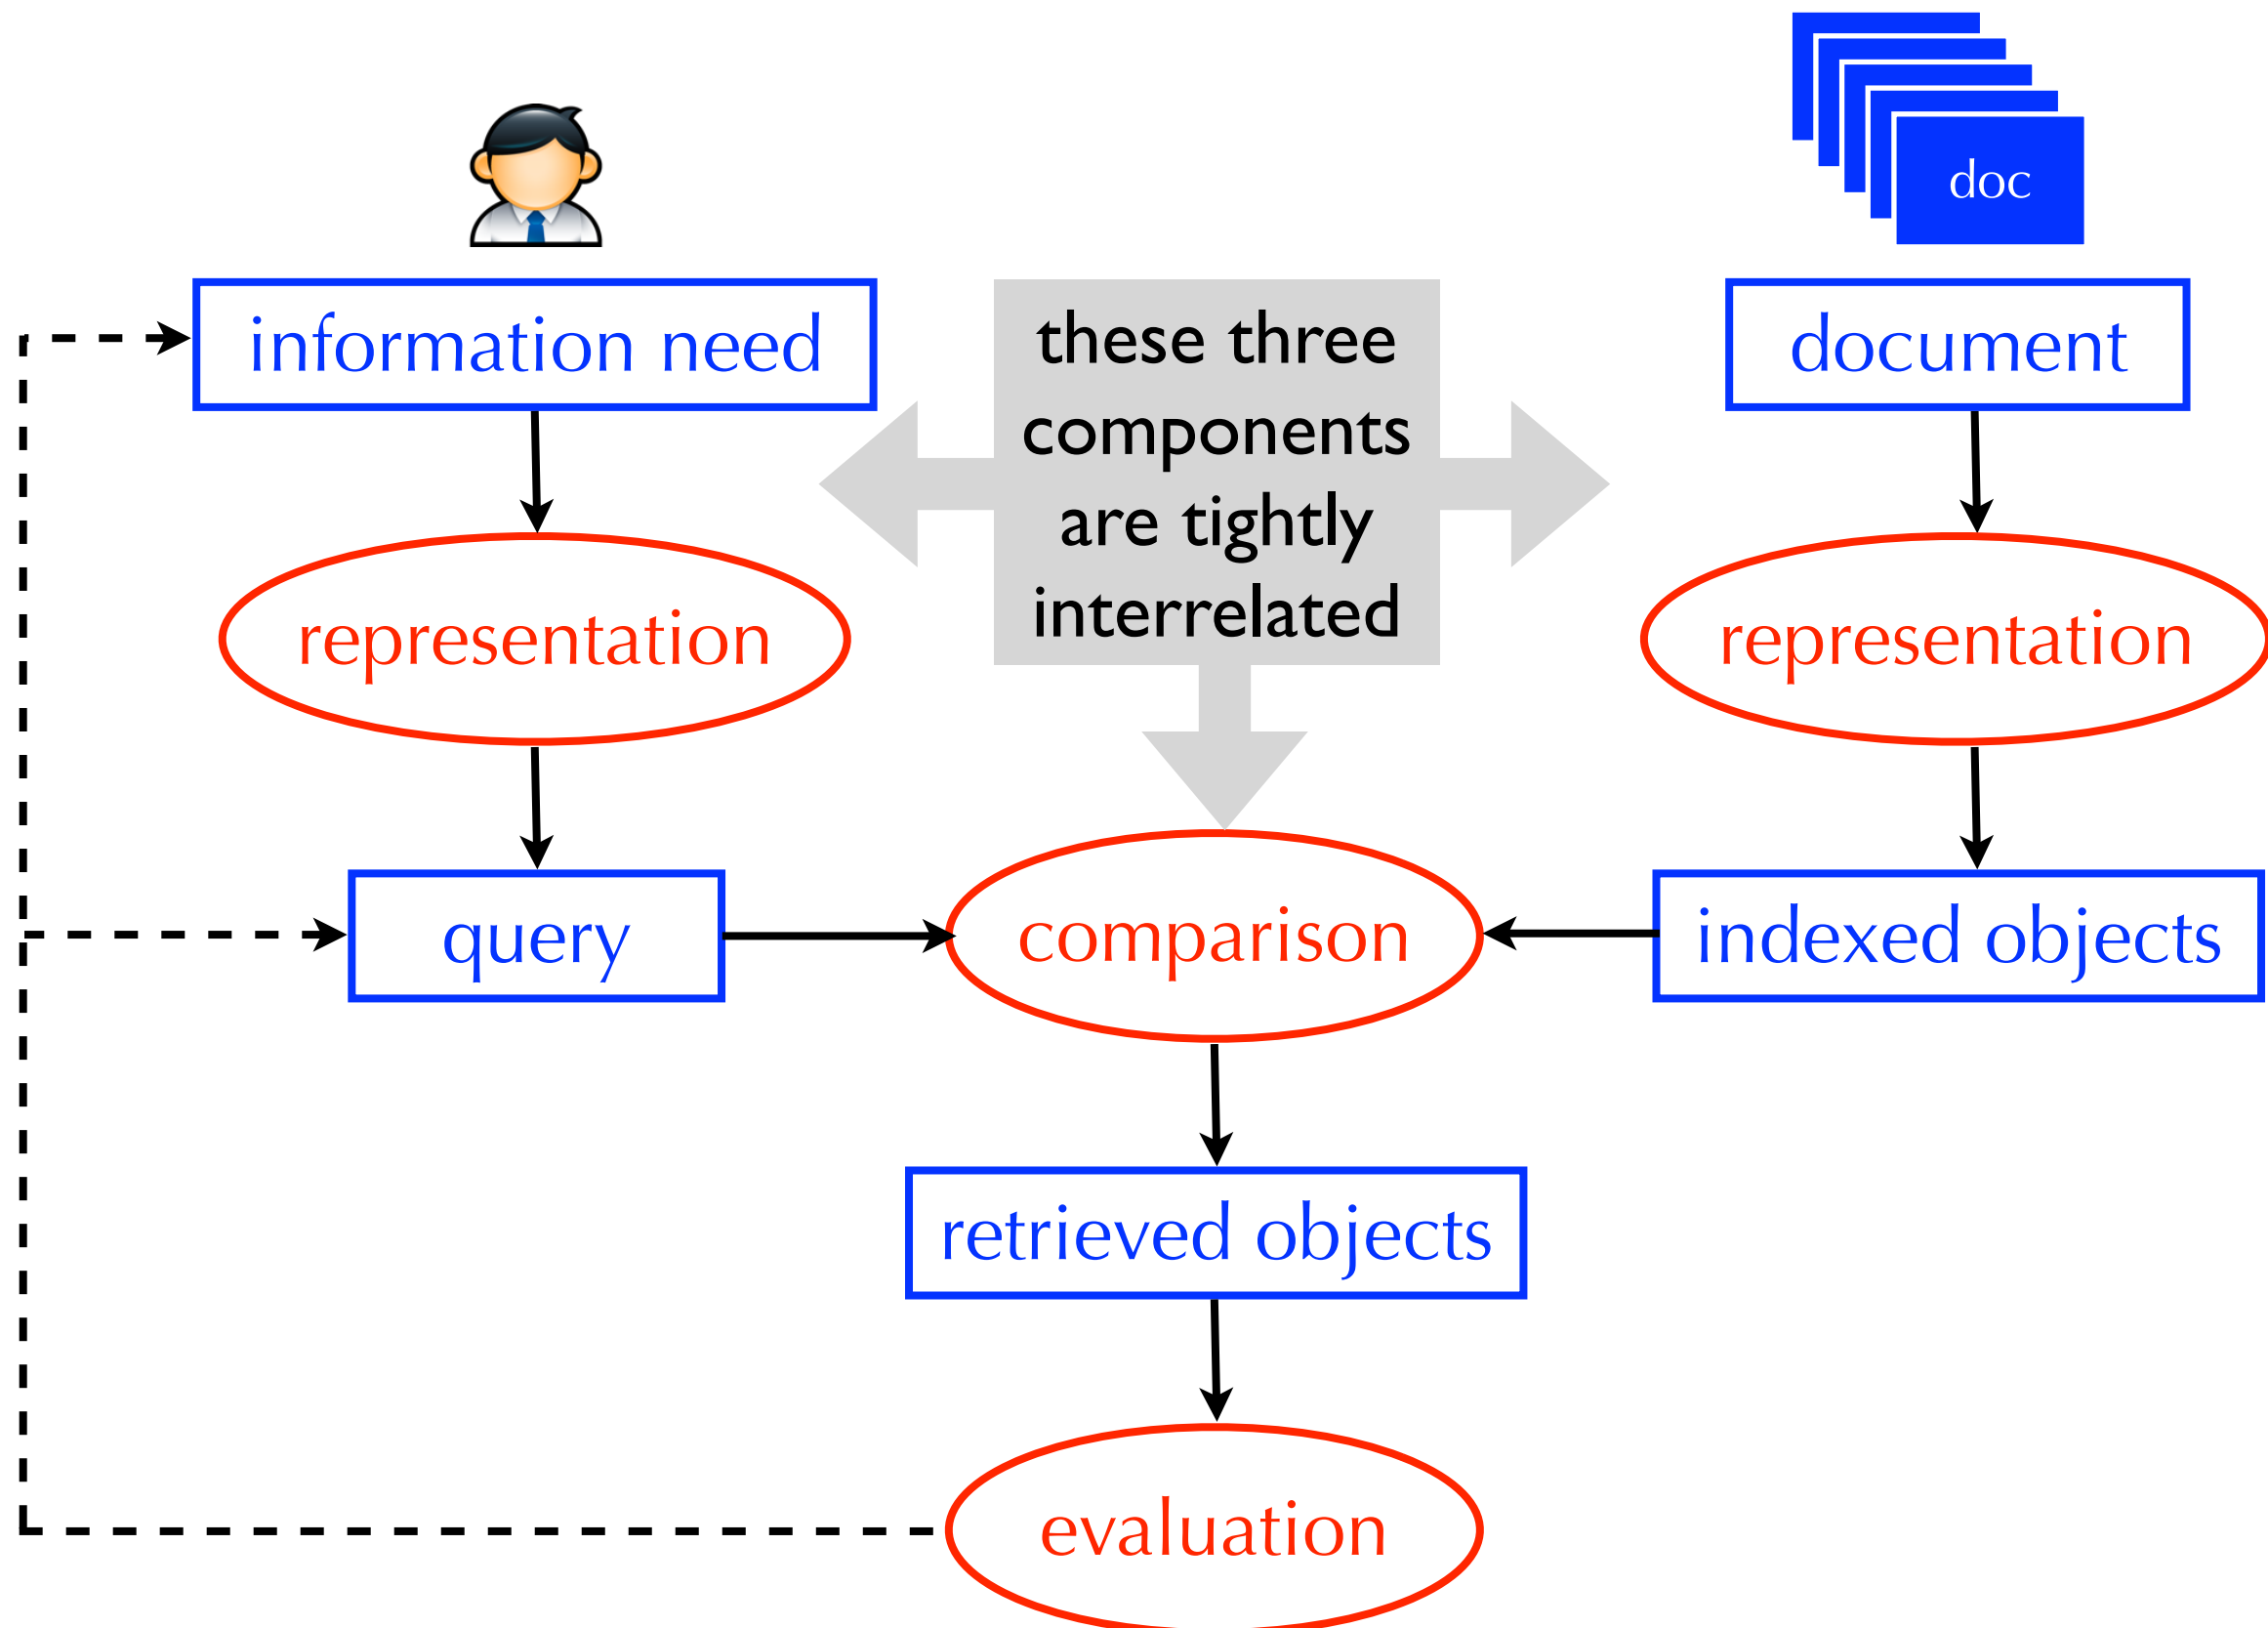 doc
information need
these three
components
are tightly
interrelated
document
representation
representation
query
comparison
indexed objects
retrieved objects
evaluation